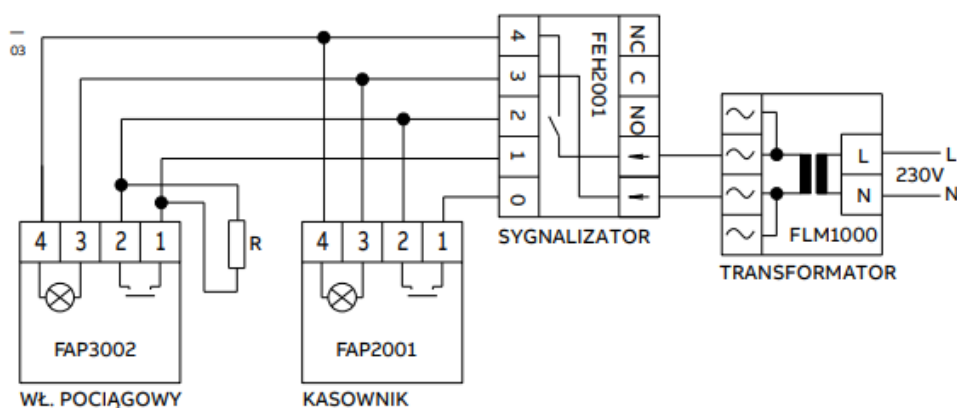 03
4
3
2
1
0
FEH2001
NC
C
NO
SYGNALIZATOR
L
N
L
230V
N
FLM1000
TRANSFORMATOR
4 3 2 1
R
FAP3002
WŁ. POCIĄGOWY
4 3 2 1
FAP2001
KASOWNIK